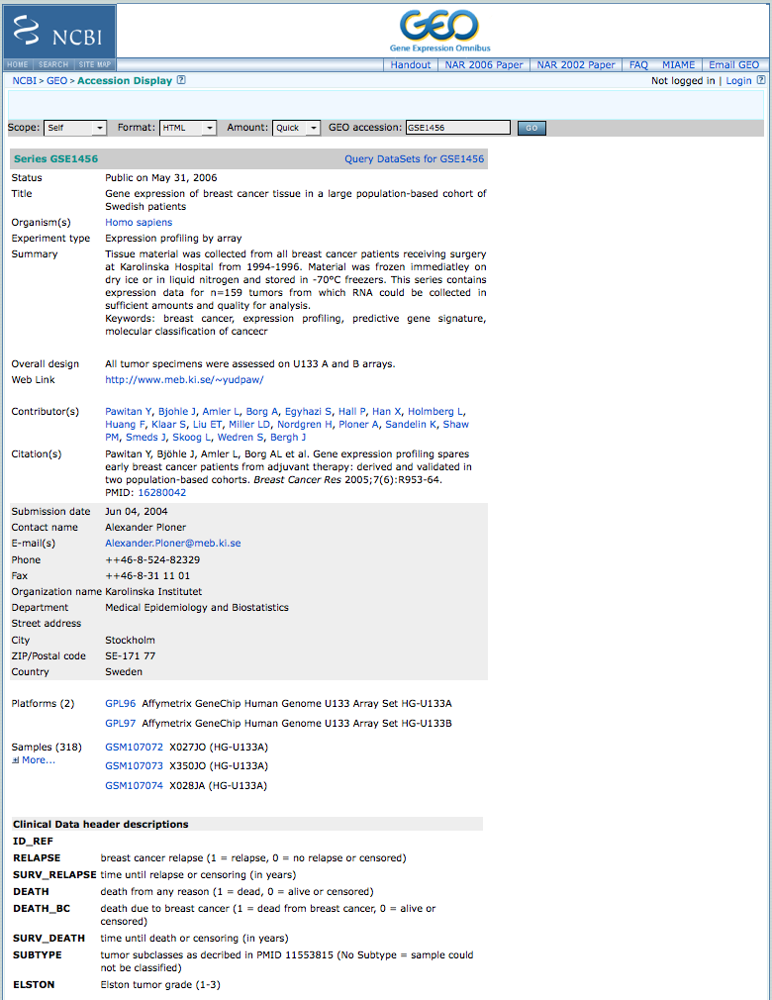 NCBI
GEO
Gene Expression Omnibus
HOME SEARCH SITE MAP
Handout NAR 2006 Paper NAR 2002 Paper FAQ MIAME Email GEO
NCBI > GEO > Accession Display ?
Not logged in | Login ?
Scope: Self Format: HTML Amount: Quick GEO accession: GSE1456 GO
Series GSE1456 Query DataSets for GSE1456
Status Public on May 31, 2006
Title Gene expression of breast cancer tissue in a large population-based cohort of
Swedish patients
Organism(s) Homo sapiens
Experiment type Expression profiling by array
Summary Tissue material was collected from all breast cancer patients receiving surgery
at Karolinska Hospital from 1994-1996. Material was frozen immediatley on
dry ice or in liquid nitrogen and stored in -70°C freezers. This series contains
expression data for n=159 tumors from which RNA could be collected in
sufficient amounts and quality for analysis.
Keywords: breast cancer, expression profiling, predictive gene signature,
molecular classification of cancecr
Overall design All tumor specimens were assessed on U133 A and B arrays.
Web Link http://www.meb.ki.se/~yudpaw/
Contributor(s) Pawitan Y, Bjohle J, Amler L, Borg A, Egyhazi S, Hall P, Han X, Holmberg L,
Huang F, Klaar S, Liu ET, Miller LD, Nordgren H, Ploner A, Sandelin K, Shaw
PM, Smeds J, Skoog L, Wedren S, Bergh J
Citation(s) Pawitan Y, Bjöhle J, Amler L, Borg AL et al. Gene expression profiling spares
early breast cancer patients from adjuvant therapy: derived and validated in
two population-based cohorts. Breast Cancer Res 2005;7(6):R953-64.
PMID: 16280042
Submission date Jun 04, 2004
Contact name Alexander Ploner
E-mail(s) Alexander.Ploner@meb.ki.se
Phone ++46-8-524-82329
Fax ++46-8-31 11 01
Organization name Karolinska Institutet
Department Medical Epidemiology and Biostatistics
Street address
City Stockholm
ZIP/Postal code SE-171 77
Country Sweden
Platforms (2) GPL96 Affymetrix GeneChip Human Genome U133 Array Set HG-U133A
GPL97 Affymetrix GeneChip Human Genome U133 Array Set HG-U133B
Samples (318) GSM107072 X027JO (HG-U133A)
More...
GSM107073 X350JO (HG-U133A)
GSM107074 X028JA (HG-U133A)
Clinical Data header descriptions
ID_REF
RELAPSE breast cancer relapse (1 = relapse, 0 = no relapse or censored)
SURV_RELAPSE time until relapse or censoring (in years)
DEATH death from any reason (1 = dead, 0 = alive or censored)
DEATH_BC death due to breast cancer (1 = dead from breast cancer, 0 = alive or
censored)
SURV_DEATH time until death or censoring (in years)
SUBTYPE tumor subclasses as decribed in PMID 11553815 (No Subtype = sample could
not be classified)
ELSTON Elston tumor grade (1-3)